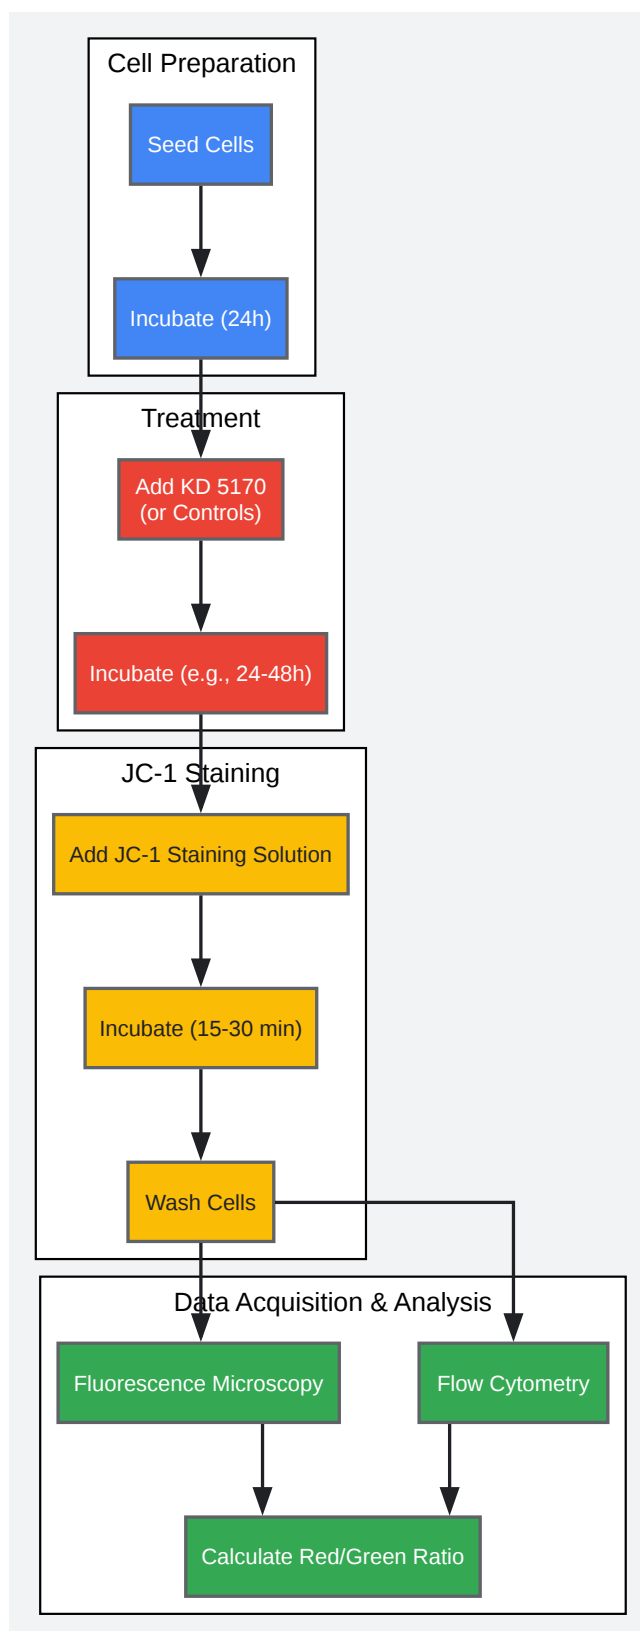 Cell Preparation
Seed Cells
Incubate (24h)
Treatment
Add KD 5170
(or Controls)
Incubate (e.g., 24-48h)
JC-1 Staining
Add JC-1 Staining Solution
Incubate (15-30 min)
Wash Cells
Data Acquisition & Analysis
Fluorescence Microscopy
Flow Cytometry
Calculate Red/Green Ratio